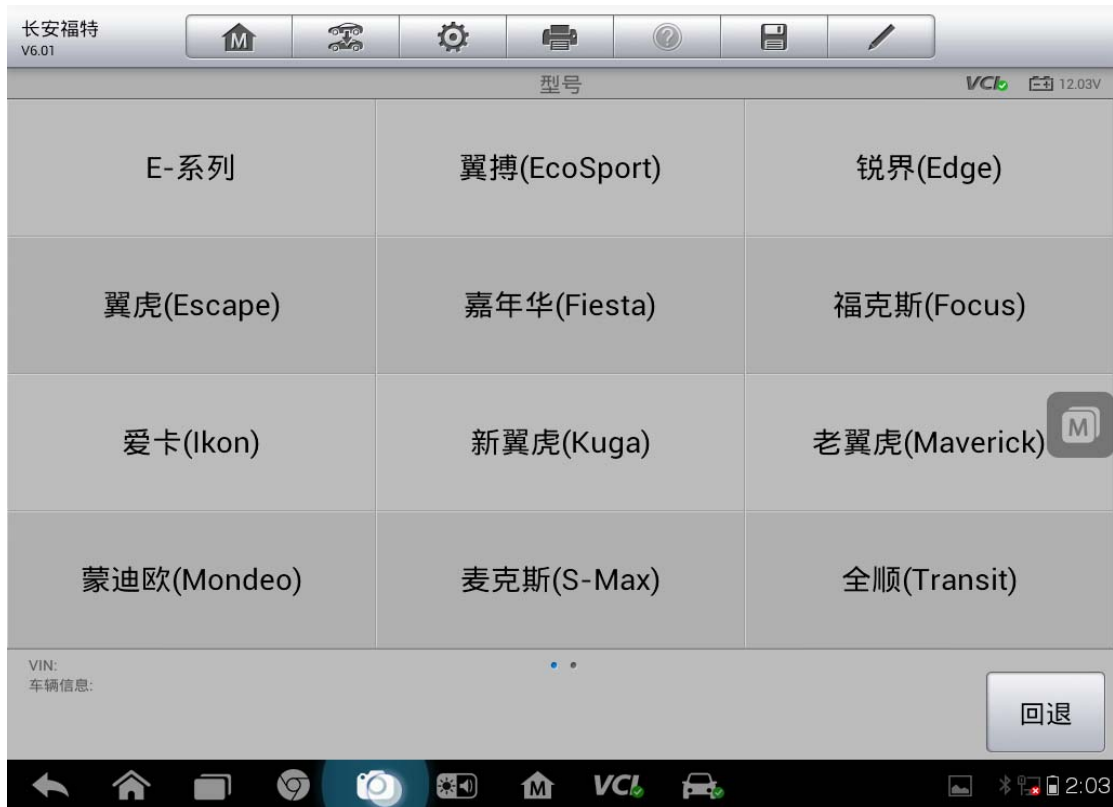 长安福特
V6.01
M
型号
VCI 12.03V
E-系列
翼搏(EcoSport)
锐界(Edge)
翼虎(Escape)
嘉年华(Fiesta)
福克斯(Focus)
爱卡(Ikon)
新翼虎(Kuga)
老翼虎(Maverick)
M
蒙迪欧(Mondeo)
麦克斯(S-Max)
全顺(Transit)
VIN:
车辆信息:
回退
M
VCI
2:03